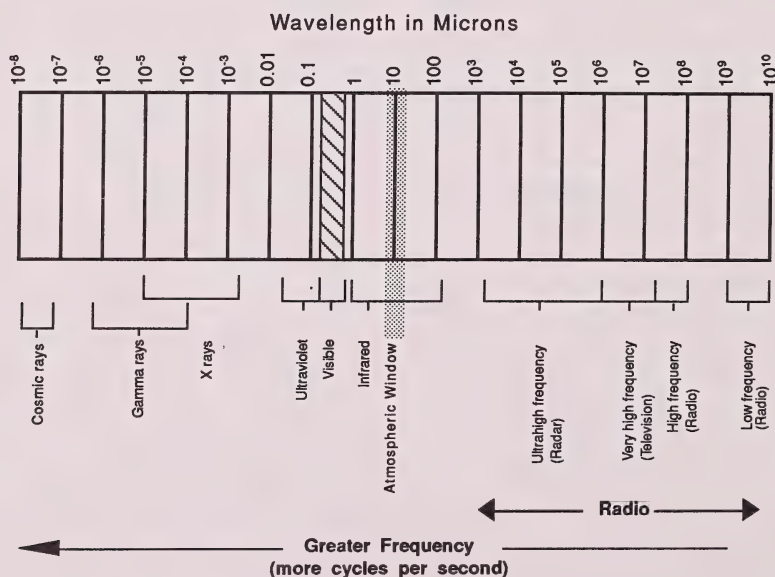 Wavelength in Microns
10⁻⁸
10⁻⁷
10⁻⁶
10⁻⁵
10⁻⁴
10⁻³
0.01
0.1
1
10
100
10³
10⁴
10⁵
10⁶
10⁷
10⁸
10⁹
10¹⁰
Cosmic rays
Gamma rays
X rays
Ultraviolet
Visible
Infrared
Atmospheric Window
Ultrahigh frequency
(Radar)
Very high frequency
(Television)
High frequency
(Radio)
Low frequency
(Radio)
Radio
Greater Frequency
(more cycles per second)